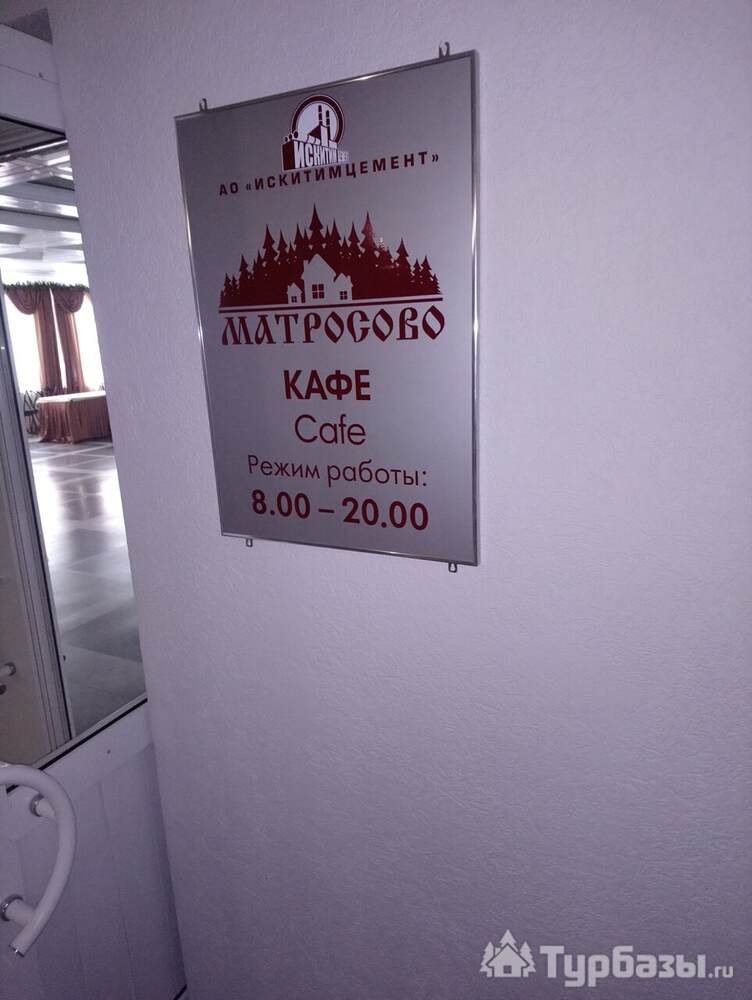 ИСКИТИМЦЕМЕНТ
АО «ИСКИТИМЦЕМЕНТ»
МАТРОСОВО
КАФЕ
Cafe
Режим работы:
8.00 – 20.00
Турбазы.ru